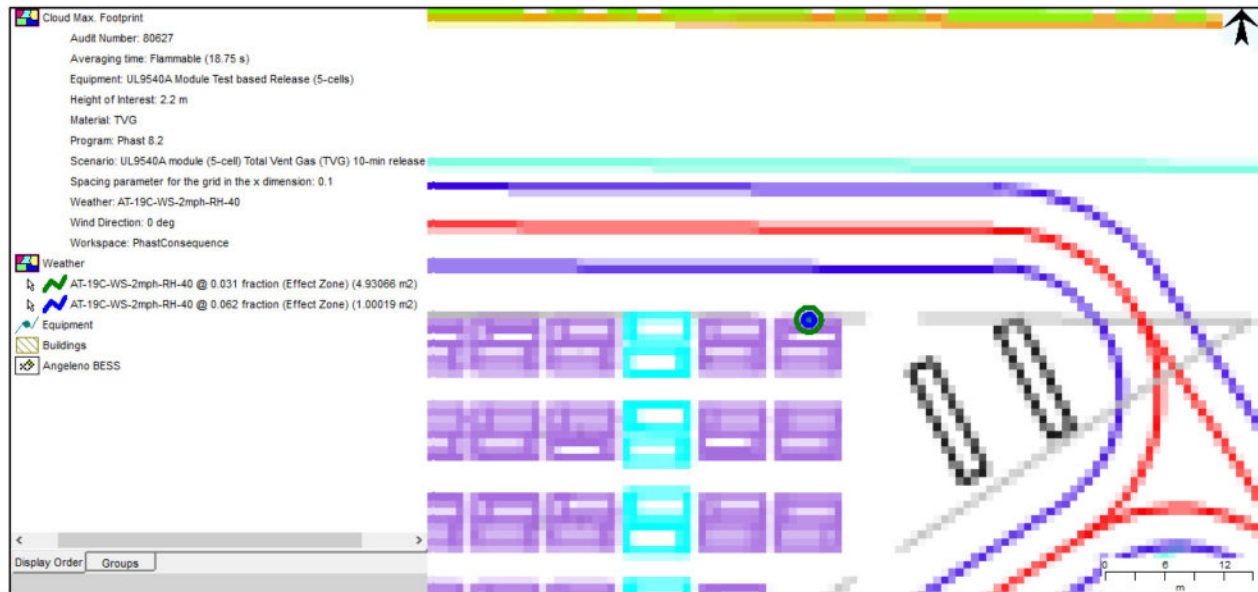 Cloud Max. Footprint
Audit Number: 80627
Averaging time: Flammable (18.75 s)
Equipment: UL9540A Module Test based Release (5-cells)
Height of Interest: 2.2 m
Material: TVG
Program: Phast 8.2
Scenario: UL9540A module (5-cell) Total Vent Gas (TVG) 10-min release
Spacing parameter for the grid in the x dimension: 0.1
Weather: AT-19C-WS-2mph-RH-40
Wind Direction: 0 deg
Workspace: PhastConsequence
Weather
AT-19C-WS-2mph-RH-40 @ 0.031 fraction (Effect Zone) (4.93066 m2)
AT-19C-WS-2mph-RH-40 @ 0.062 fraction (Effect Zone) (1.00019 m2)
Equipment
Buildings
Angeleno BESS
Display Order Groups
0 6 12
m